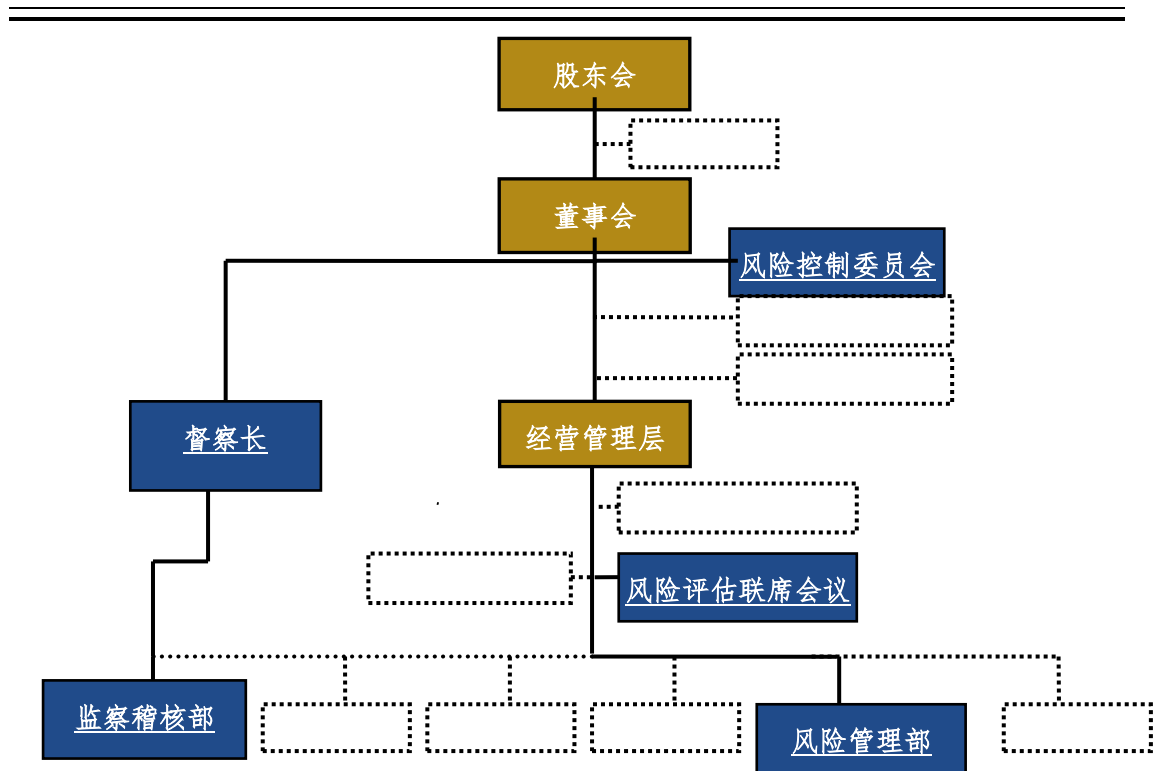 股东会
董事会
风险控制委员会
督察长
经营管理层
风险评估联席会议
监察稽核部
风险管理部